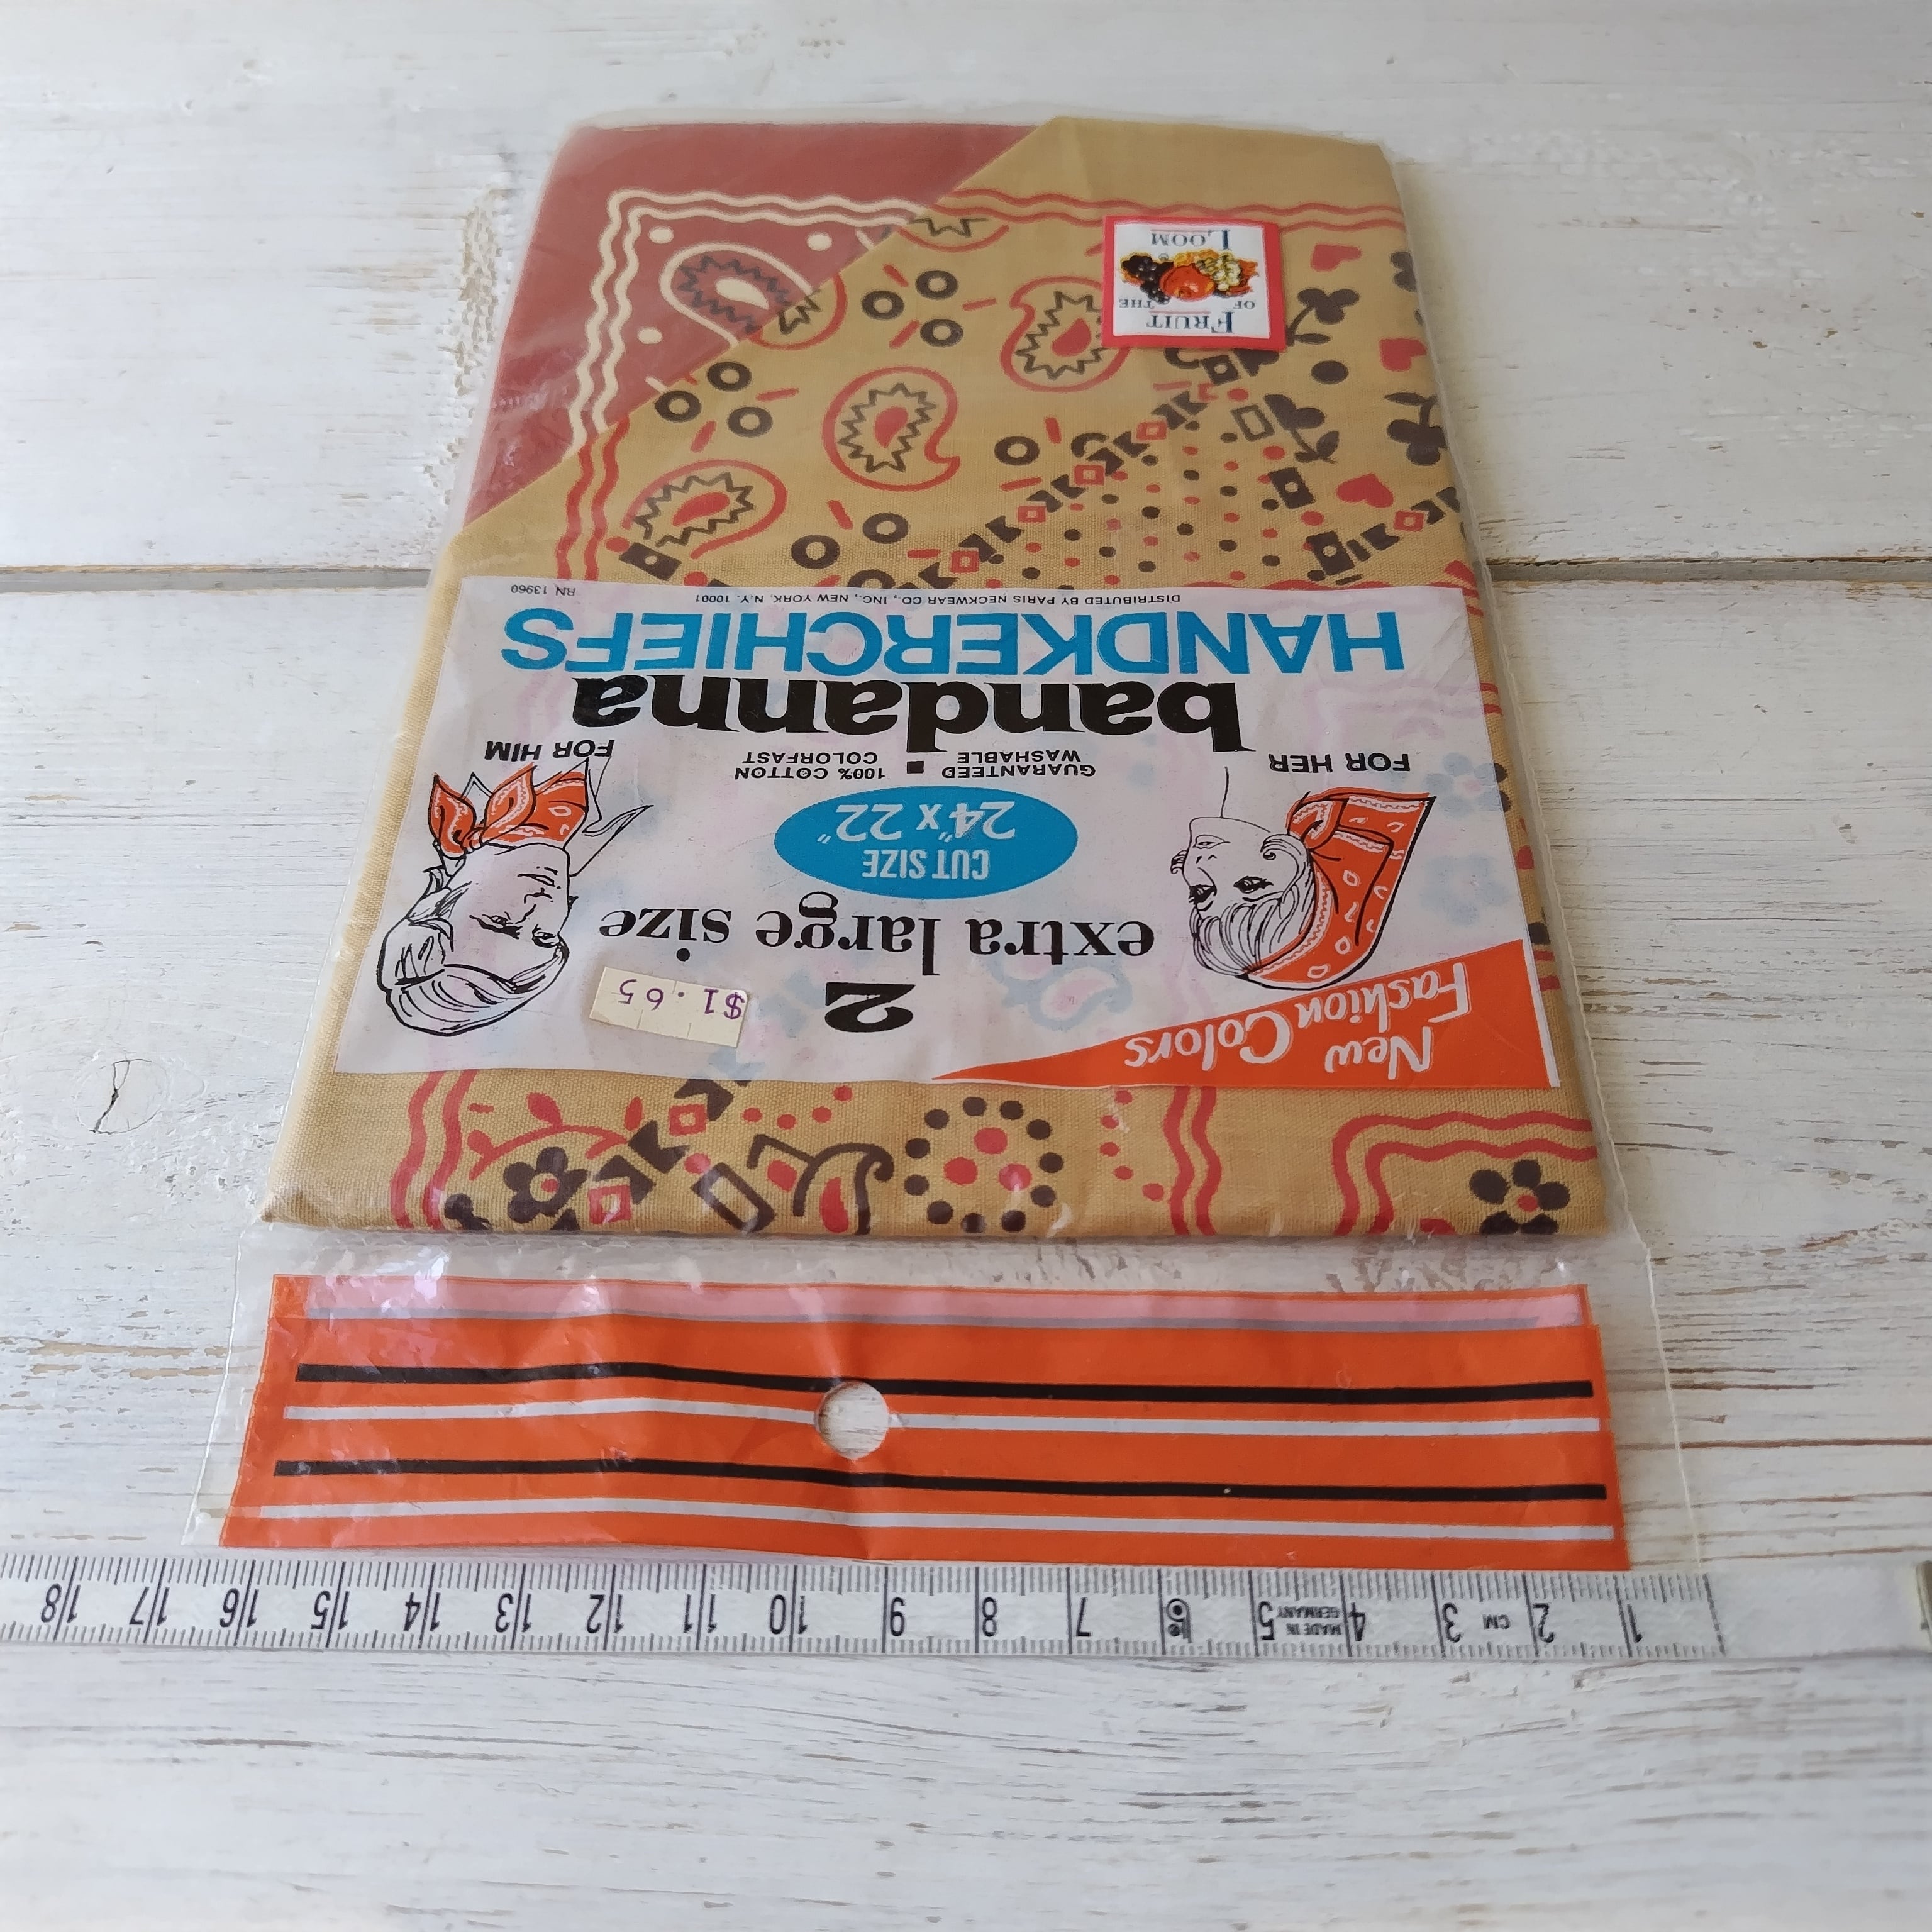 New
Fashion Colors
2
$1.65
extra large size
CUT SIZE
24" x 22"
GUARANTEED ■ 100% COTTON
WASHABLE COLORFAST
FOR HER
FOR HIM
bandanna
HANDKERCHIEFS
DISTRIBUTED BY PARIS NECKWEAR CO., INC., NEW YORK, N.Y. 10001
RN 13960
FRUIT
OF THE
LOOM
1 2 CM 3 4 MADE IN GERMANY 5 6 7 8 9 10 11 12 13 14 15 16 17 18